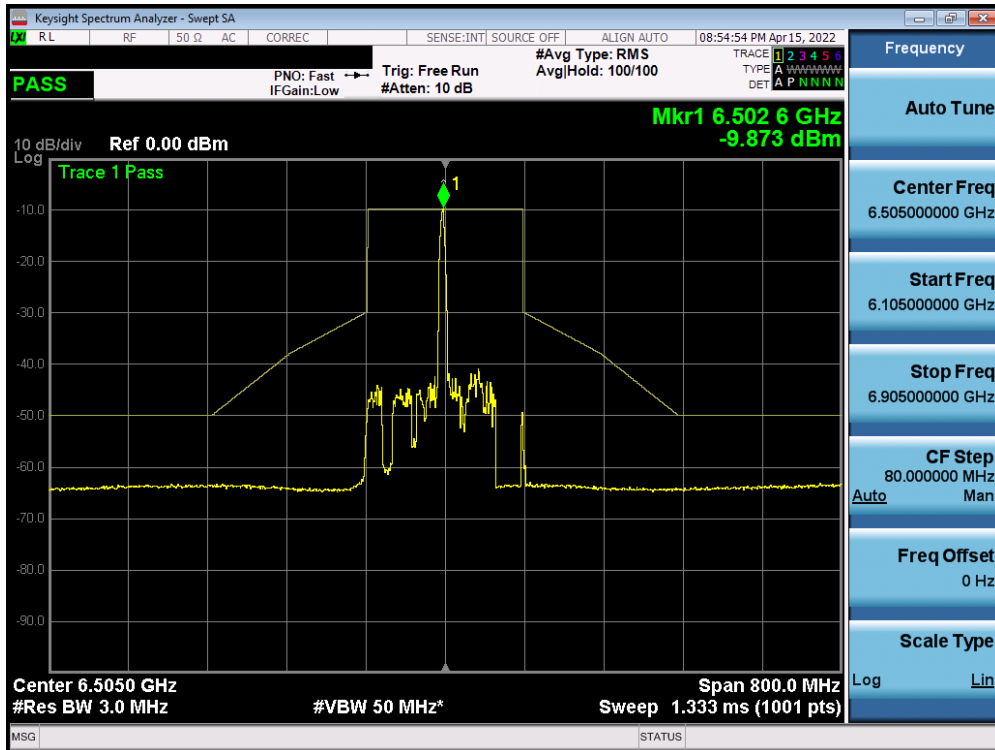 Keysight Spectrum Analyzer - Swept SA
LXI RL RF 50 Ω AC CORREC SENSE:INT SOURCE OFF ALIGN AUTO 08:54:54 PM Apr 15, 2022
PASS
PNO: Fast
IFGain:Low
Trig: Free Run
#Atten: 10 dB
#Avg Type: RMS
Avg|Hold: 100/100
TRACE 1 2 3 4 5 6
TYPE A WWWWW
DET A P N N N N
Mkr1 6.502 6 GHz
-9.873 dBm
10 dB/div Ref 0.00 dBm
Log
Trace 1 Pass
1
-10.0
-20.0
-30.0
-40.0
-50.0
-60.0
-70.0
-80.0
-90.0
Center 6.5050 GHz Span 800.0 MHz
#Res BW 3.0 MHz #VBW 50 MHz* Sweep 1.333 ms (1001 pts)
MSG STATUS
Frequency
Auto Tune
Center Freq
6.505000000 GHz
Start Freq
6.105000000 GHz
Stop Freq
6.905000000 GHz
CF Step
80.000000 MHz
Auto Man
Freq Offset
0 Hz
Scale Type
Log Lin